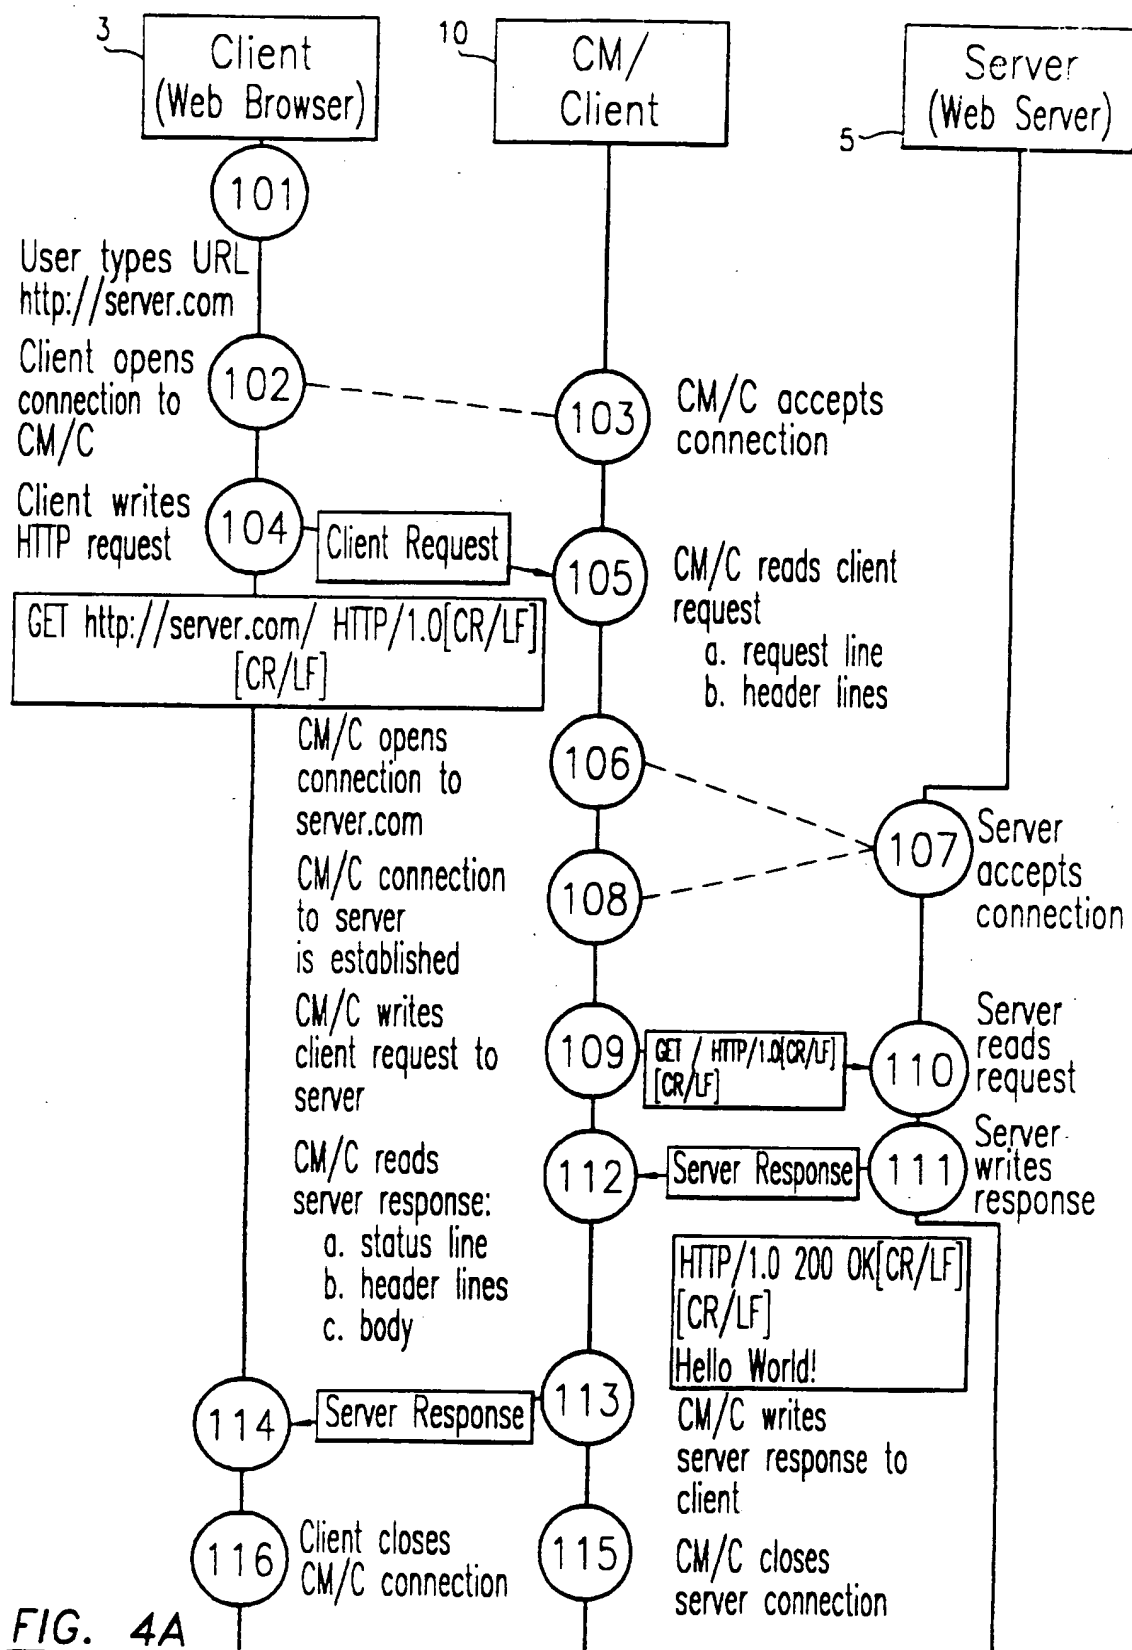 3
Client
(Web Browser)
10
CM/
Client
Server
(Web Server)
5
101
User types URL
http://server.com
Client opens
connection to
CM/C
102
103
CM/C accepts
connection
Client writes
HTTP request
104
Client Request
105
CM/C reads client
request
a. request line
b. header lines
GET http://server.com/ HTTP/1.0[CR/LF]
[CR/LF]
CM/C opens
connection to
server.com
106
107
Server
accepts
connection
CM/C connection
to server
is established
108
CM/C writes
client request to
server
109
GET / HTTP/1.0[CR/LF]
[CR/LF]
110
Server
reads
request
CM/C reads
server response:
a. status line
b. header lines
c. body
112
Server Response
111
Server
writes
response
HTTP/1.0 200 OK[CR/LF]
[CR/LF]
Hello World!
114
Server Response
113
CM/C writes
server response to
client
116
Client closes
CM/C connection
115
CM/C closes
server connection
FIG. 4A